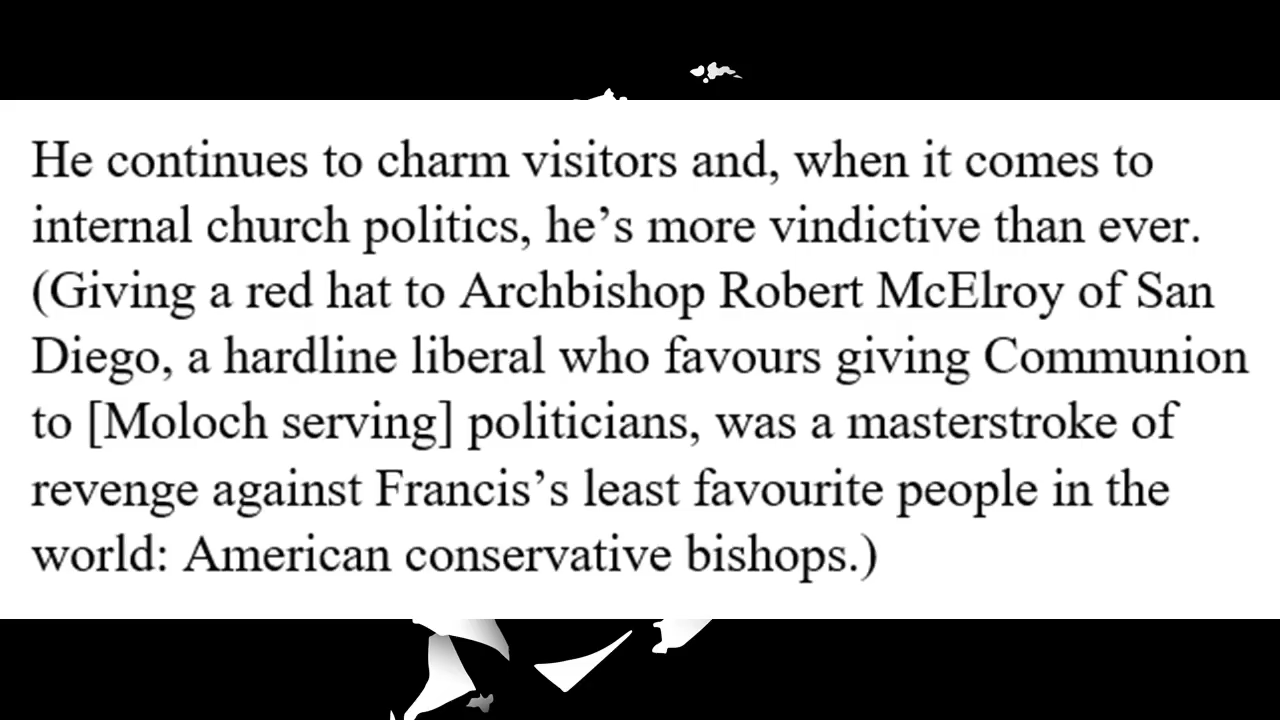 He continues to charm visitors and, when it comes to
internal church politics, he’s more vindictive than ever.
(Giving a red hat to Archbishop Robert McElroy of San
Diego, a hardline liberal who favours giving Communion
to [Moloch serving] politicians, was a masterstroke of
revenge against Francis’s least favourite people in the
world: American conservative bishops.)